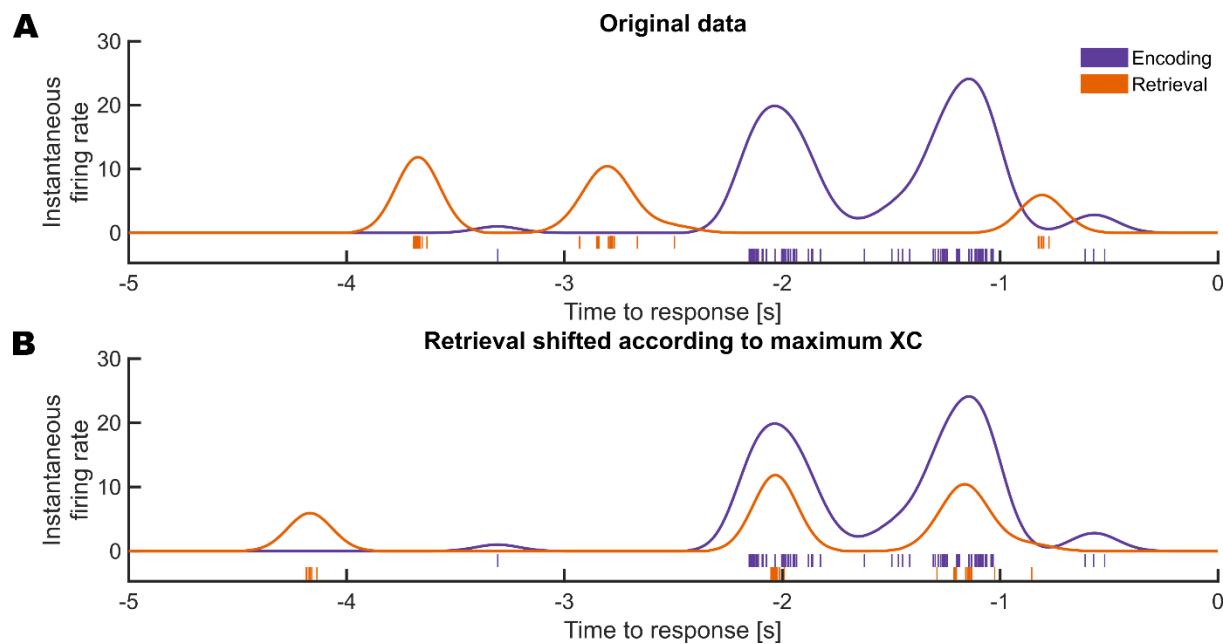 A
Original data
30
20
10
0
Instantaneous
firing rate
Encoding
Retrieval
-5
-4
-3
-2
-1
0
Time to response [s]
B
Retrieval shifted according to maximum XC
30
20
10
0
Instantaneous
firing rate
-5
-4
-3
-2
-1
0
Time to response [s]